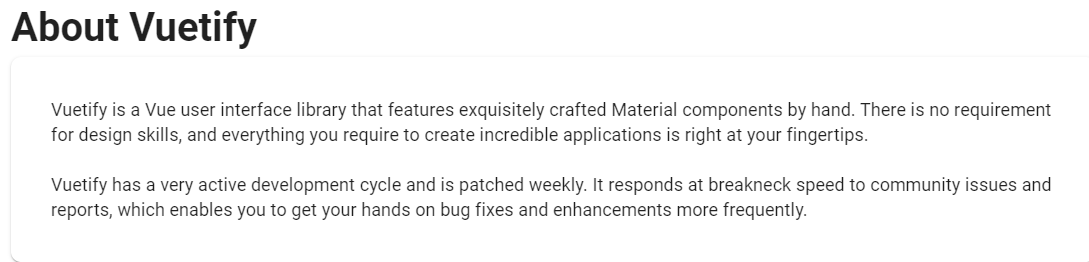 About Vuetify
Vuetify is a Vue user interface library that features exquisitely crafted Material components by hand. There is no requirement
for design skills, and everything you require to create incredible applications is right at your fingertips.
Vuetify has a very active development cycle and is patched weekly. It responds at breakneck speed to community issues and
reports, which enables you to get your hands on bug fixes and enhancements more frequently.